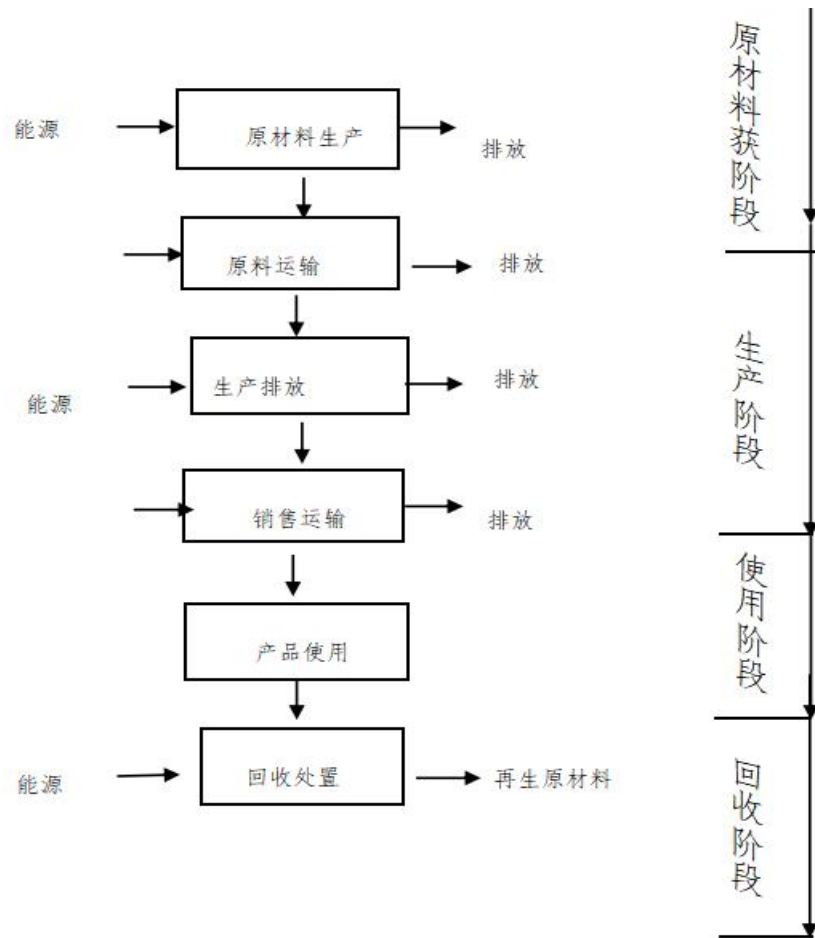 能源
原材料生产
排放
原料运输
排放
能源
生产排放
排放
销售运输
排放
产品使用
能源
回收处置
再生原材料
原材料获阶段
生产阶段
使用阶段
回收阶段